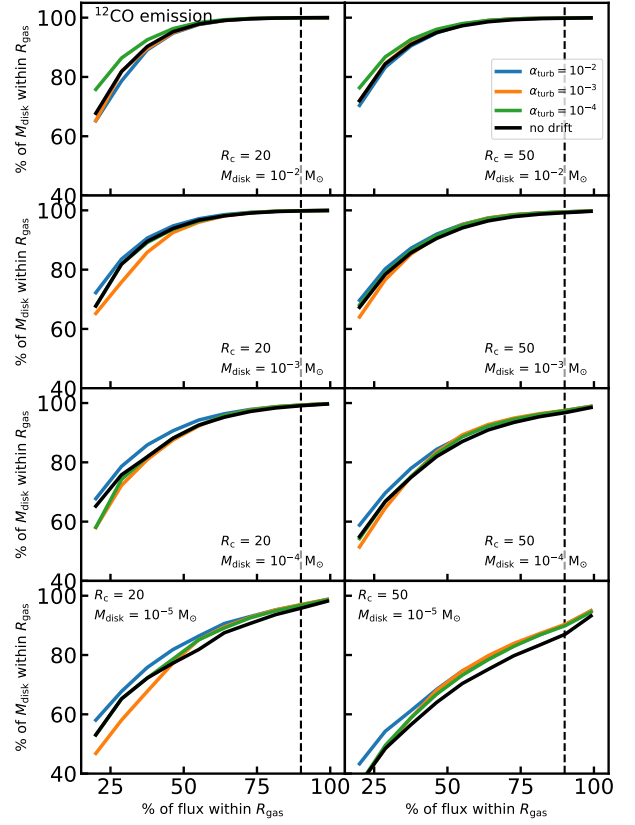 ¹²CO emission
% of M_disk within R_gas
100
80
60
40
R_c = 20
M_disk = 10⁻² M_⊙
α_turb = 10⁻²
α_turb = 10⁻³
α_turb = 10⁻⁴
no drift
R_c = 50
M_disk = 10⁻² M_⊙
% of M_disk within R_gas
100
80
60
40
R_c = 20
M_disk = 10⁻³ M_⊙
R_c = 50
M_disk = 10⁻³ M_⊙
% of M_disk within R_gas
100
80
60
40
R_c = 20
M_disk = 10⁻⁴ M_⊙
R_c = 50
M_disk = 10⁻⁴ M_⊙
% of M_disk within R_gas
100
80
60
40
R_c = 20
M_disk = 10⁻⁵ M_⊙
R_c = 50
M_disk = 10⁻⁵ M_⊙
25 50 75 100
25 50 75 100
% of flux within R_gas
% of flux within R_gas